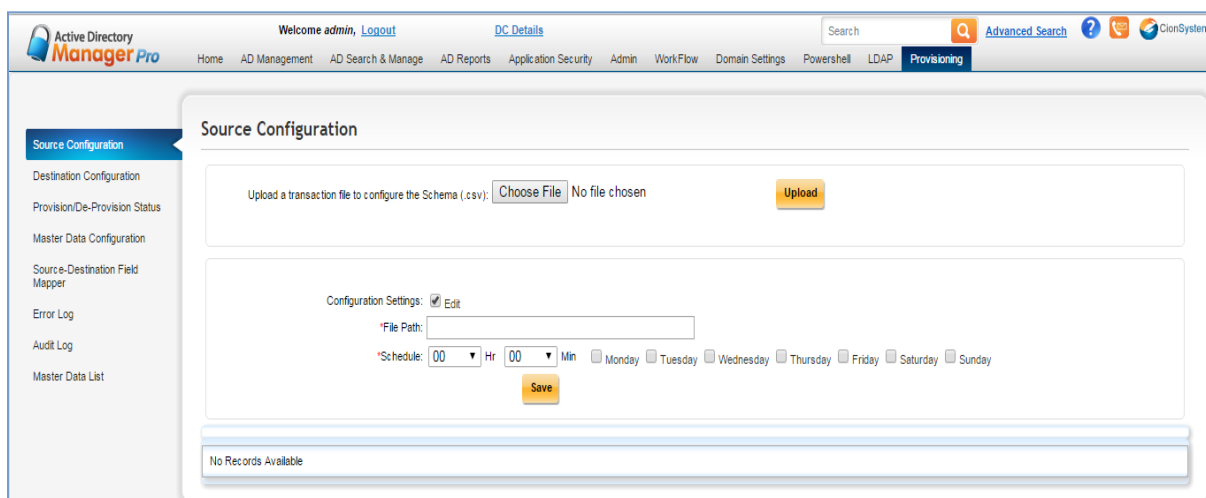 Active Directory
Manager Pro
Welcome admin, Logout
DC Details
Search
Advanced Search
?
CionSystem
Home AD Management AD Search & Manage AD Reports Application Security Admin WorkFlow Domain Settings Powershell LDAP Provisioning
Source Configuration
Destination Configuration
Provision/De-Provision Status
Master Data Configuration
Source-Destination Field
Mapper
Error Log
Audit Log
Master Data List
Source Configuration
Upload a transaction file to configure the Schema (.csv): Choose File No file chosen Upload
Configuration Settings: Edit
*File Path:
*Schedule: 00 Hr 00 Min Monday Tuesday Wednesday Thursday Friday Saturday Sunday
Save
No Records Available